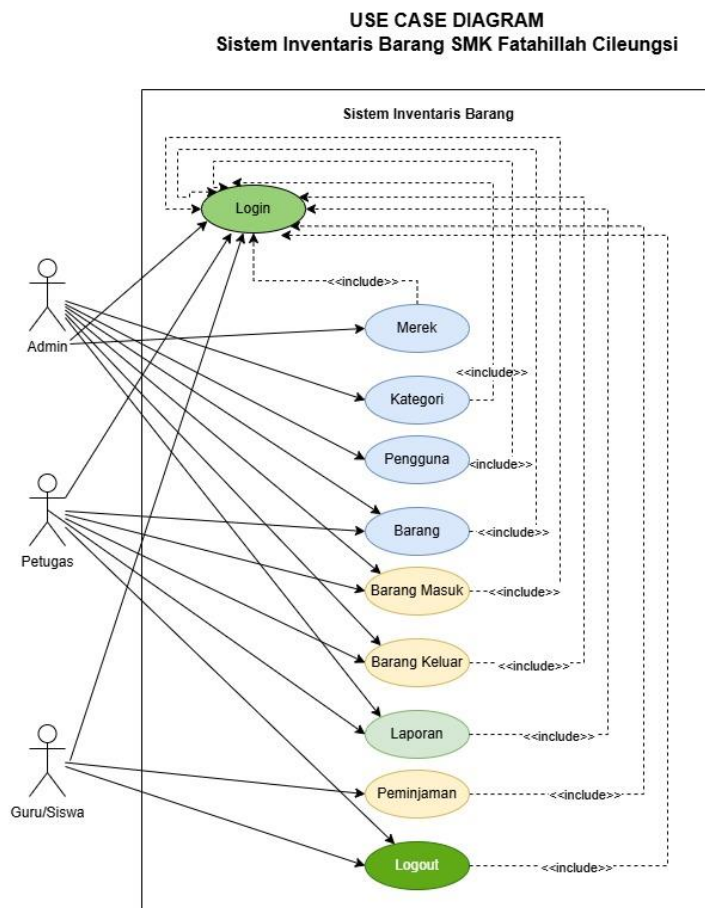 USE CASE DIAGRAM
Sistem Inventaris Barang SMK Fatahillah Cileungsi
Sistem Inventaris Barang
Login
<<include>>
Admin
Merek
Kategori
<<include>>
Pengguna
<include>>
Petugas
Barang
<<include>>
Barang Masuk
<<include>>
Barang Keluar
<<include>>
Laporan
<<include>>
Guru/Siswa
Peminjaman
<<include>>
Logout
<<include>>